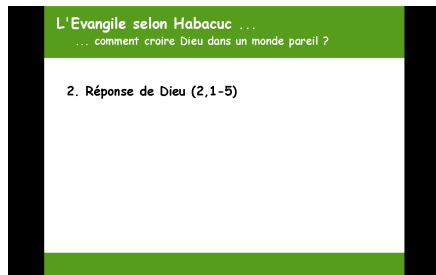 L'Evangile selon Habacuc ...
... comment croire Dieu dans un monde pareil ?
2. Réponse de Dieu (2,1-5)